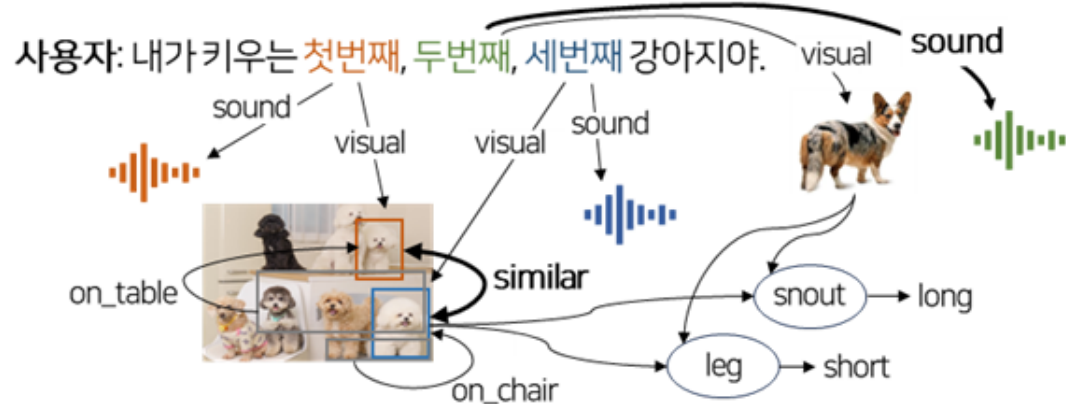 사용자: 내가 키우는 첫번째, 두번째, 세번째 강아지야.
visual
sound
sound
visual
visual
sound
similar
on_table
snout
long
leg
short
on_chair